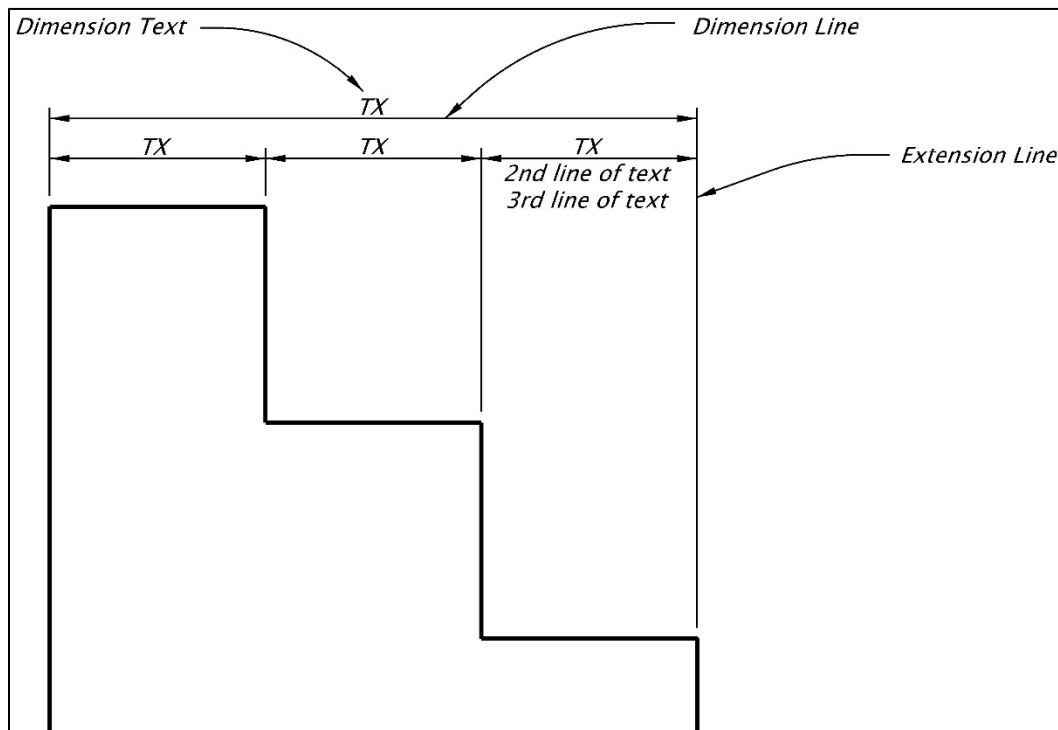 Dimension Text
Dimension Line
TX
TX
TX
TX
2nd line of text
3rd line of text
Extension Line